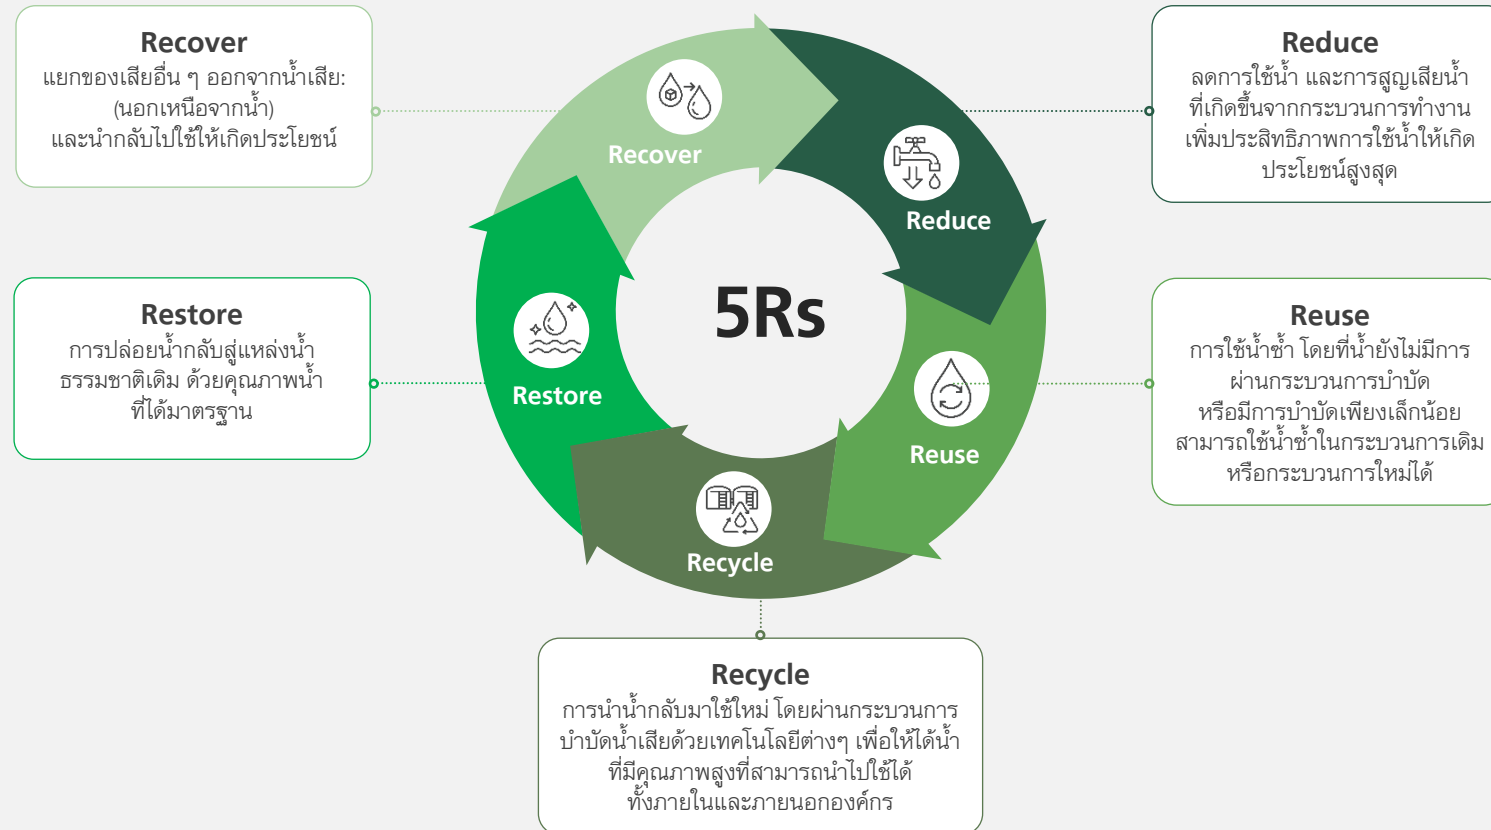 Recover
แยกของเสียอื่น ๆ ออกจากน้ำเสีย:
(นอกเหนือจากน้ำ)
และนำกลับไปใช้ให้เกิดประโยชน์
Reduce
ลดการใช้น้ำ และการสูญเสียน้ำ
ที่เกิดขึ้นจากกระบวนการทำงาน
เพิ่มประสิทธิภาพการใช้น้ำให้เกิด
ประโยชน์สูงสุด
Recover
Reduce
5Rs
Restore
การปล่อยน้ำกลับสู่แหล่งน้ำ
ธรรมชาติเดิม ด้วยคุณภาพน้ำ
ที่ได้มาตรฐาน
Reuse
การใช้น้ำซ้ำ โดยที่น้ำยังไม่มีการ
ผ่านกระบวนการบำบัด
หรือมีการบำบัดเพียงเล็กน้อย
สามารถใช้น้ำซ้ำในกระบวนการเดิม
หรือกระบวนการใหม่ได้
Restore
Reuse
Recycle
Recycle
การนำน้ำกลับมาใช้ใหม่ โดยผ่านกระบวนการ
บำบัดน้ำเสียด้วยเทคโนโลยีต่างๆ เพื่อให้ได้น้ำ
ที่มีคุณภาพสูงที่สามารถนำไปใช้ได้
ทั้งภายในและภายนอกองค์กร